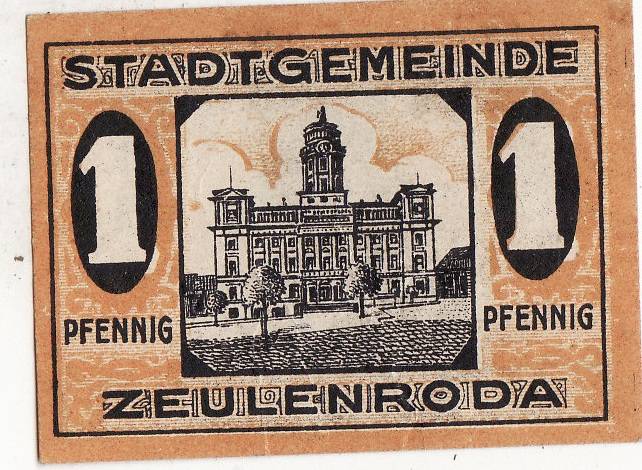 STADTGEMEINDE
1 1
PFENNIG PFENNIG
ZEULENRODA